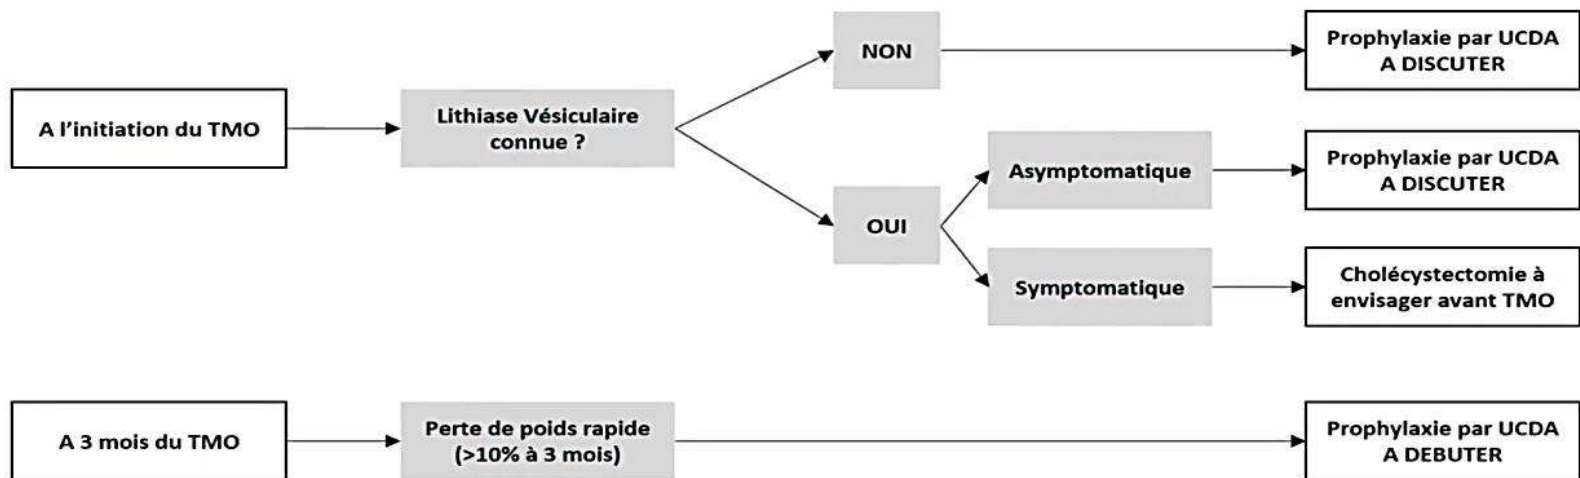 A l'initiation du TMO
Lithiase Vésiculaire
connue ?
NON
Prophylaxie par UCDA
A DISCUTER
OUI
Asymptomatique
Prophylaxie par UCDA
A DISCUTER
Symptomatique
Cholécystectomie à
envisager avant TMO
A 3 mois du TMO
Perte de poids rapide
(>10% à 3 mois)
Prophylaxie par UCDA
A DEBUTER